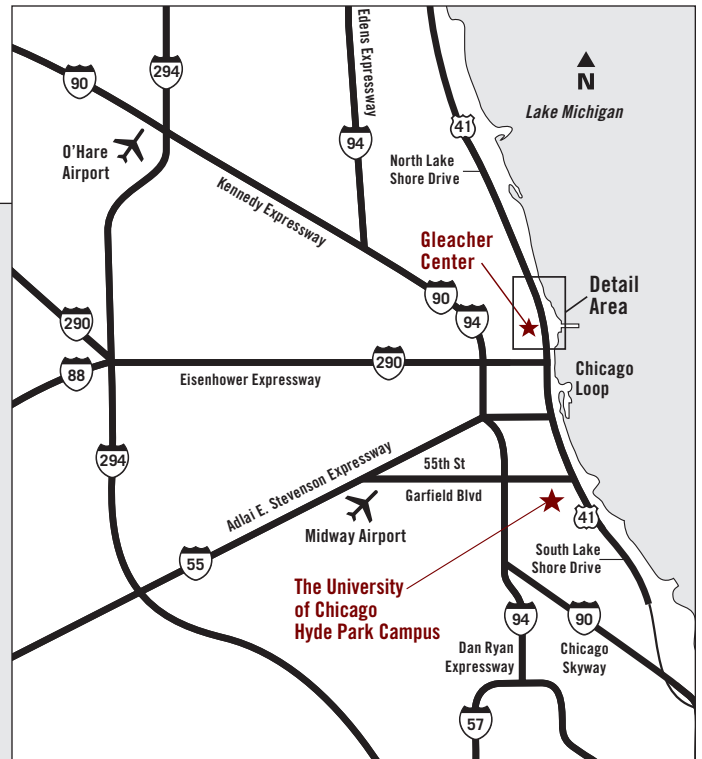 Edens Expressway
294
90
N
Lake Michigan
41
94
O'Hare
Airport
North Lake
Shore Drive
Kennedy Expressway
Gleacher
Center
Detail
Area
90
94
290
290
88
Eisenhower Expressway
Chicago
Loop
294
Adlai E. Stevenson Expressway
55th St
Garfield Blvd
Midway Airport
41
55
South Lake
Shore Drive
The University
of Chicago
Hyde Park Campus
94
90
Dan Ryan
Expressway
Chicago
Skyway
57